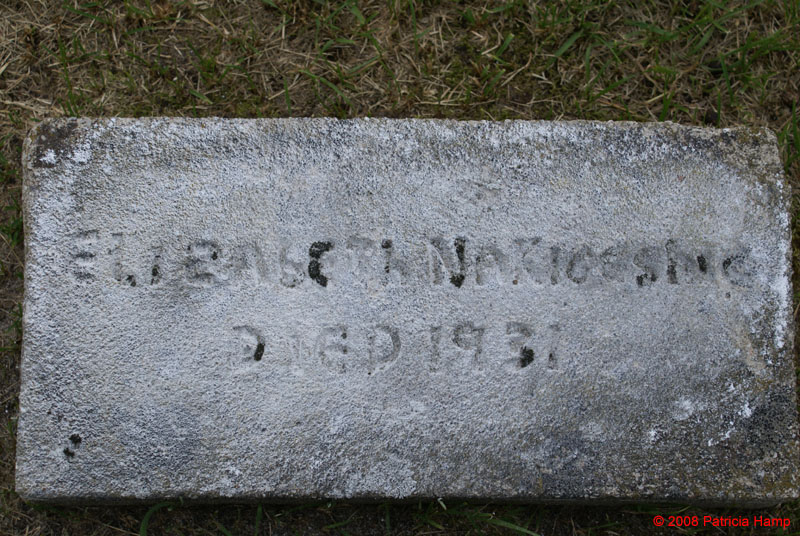 ELIZABETH
DIED 1931
© 2008 Patricia Hamp